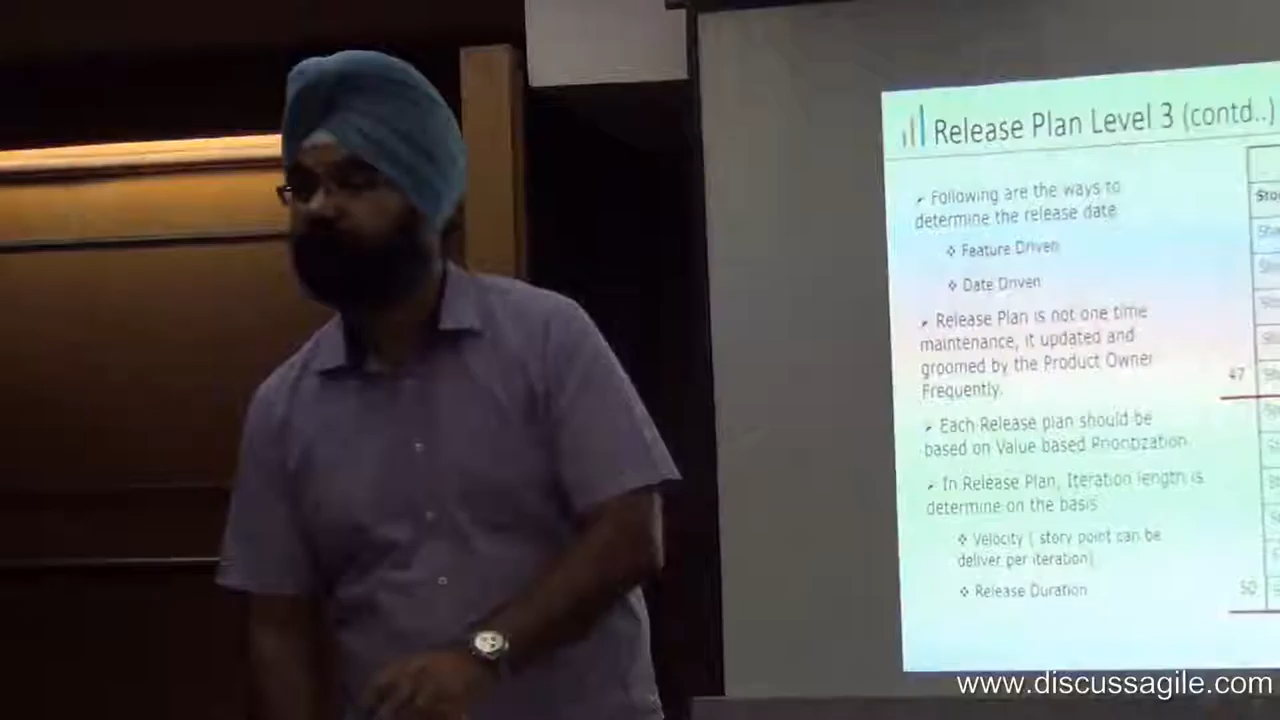 Release Plan Level 3 (contd..)
Following are the ways to
determine the release date
Feature Driven
Date Driven
Release Plan is not one time
maintenance, it updated and
groomed by the Product Owner
Frequently.
Each Release plan should be
based on Value based Prioritization
In Release Plan, Iteration length is
determine on the basis
Velocity ( story point can be
deliver per iteration)
Release Duration
47
50
www.discussagile.com